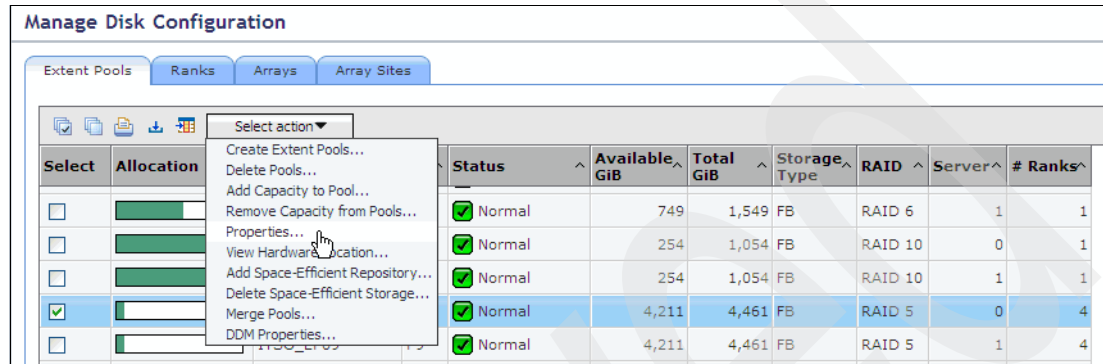 Manage Disk Configuration
Extent Pools Ranks Arrays Array Sites
Select action
Create Extent Pools...
Delete Pools...
Add Capacity to Pool...
Remove Capacity from Pools...
Properties...
View Hardware Location...
Add Space-Efficient Repository...
Delete Space-Efficient Storage...
Merge Pools...
DDM Properties...
Select Allocation Status Available GiB Total GiB Storage Type RAID Server # Ranks
Normal 749 1,549 FB RAID 6 1 1
Normal 254 1,054 FB RAID 10 0 1
Normal 254 1,054 FB RAID 10 1 1
Normal 4,211 4,461 FB RAID 5 0 4
Normal 4,211 4,461 FB RAID 5 1 4